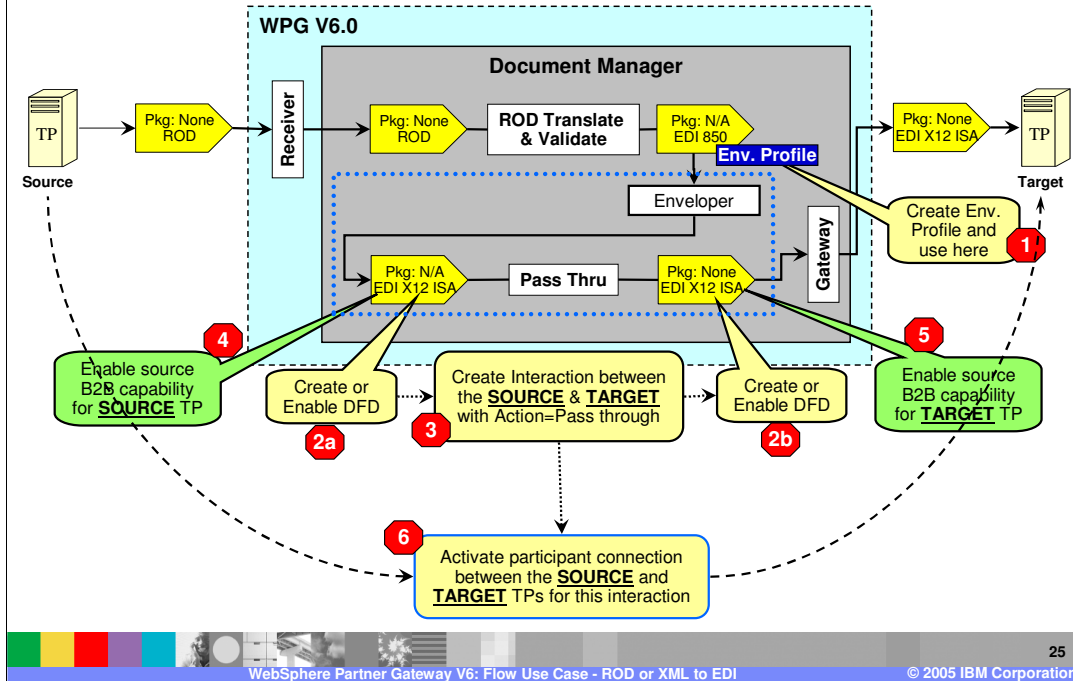 WPG V6.0
Document Manager
TP
Source
Pkg: None
ROD
Receiver
Pkg: None
ROD
ROD Translate
& Validate
Pkg: N/A
EDI 850
Env. Profile
Pkg: None
EDI X12 ISA
TP
Target
Enveloper
Create Env.
Profile and
use here
1
Pkg: N/A
EDI X12 ISA
Pass Thru
Pkg: None
EDI X12 ISA
Gateway
4
Enable source
B2B capability
for SOURCE TP
Create or
Enable DFD
2a
Create Interaction between
the SOURCE & TARGET
with Action=Pass through
3
Create or
Enable DFD
2b
5
Enable source
B2B capability
for TARGET TP
6
Activate participant connection
between the SOURCE and
TARGET TPs for this interaction
25
WebSphere Partner Gateway V6: Flow Use Case - ROD or XML to EDI
© 2005 IBM Corporation